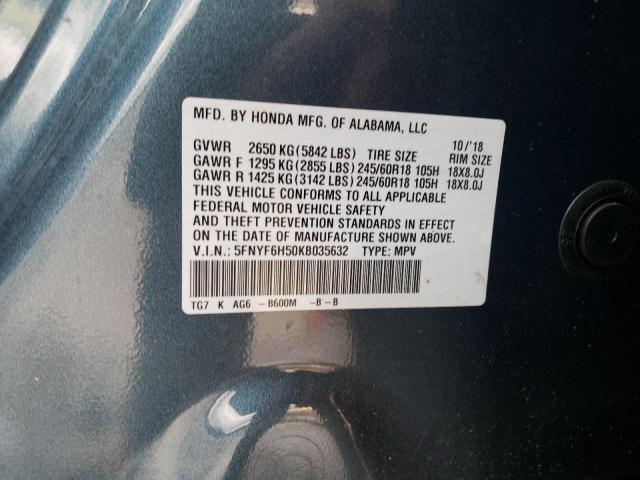 MFD. BY HONDA MFG. OF ALABAMA, LLC
10/'18
GVWR 2650 KG(5842 LBS) TIRE SIZE RIM SIZE
GAWR F 1295 KG(2855 LBS)245/60R18 105H 18X8.0J
GAWR R 1425 KG(3142 LBS)245/60R18 105H 18X8.0J
THIS VEHICLE CONFORMS TO ALL APPLICABLE
FEDERAL MOTOR VEHICLE SAFETY
AND THEFT PREVENTION STANDARDS IN EFFECT
ON THE DATE OF MANUFACTURE SHOWN ABOVE.
V.I.N.: 5FNYF6H50KB035632 TYPE: MPV
TG7 K AG6 -B600M -B-B